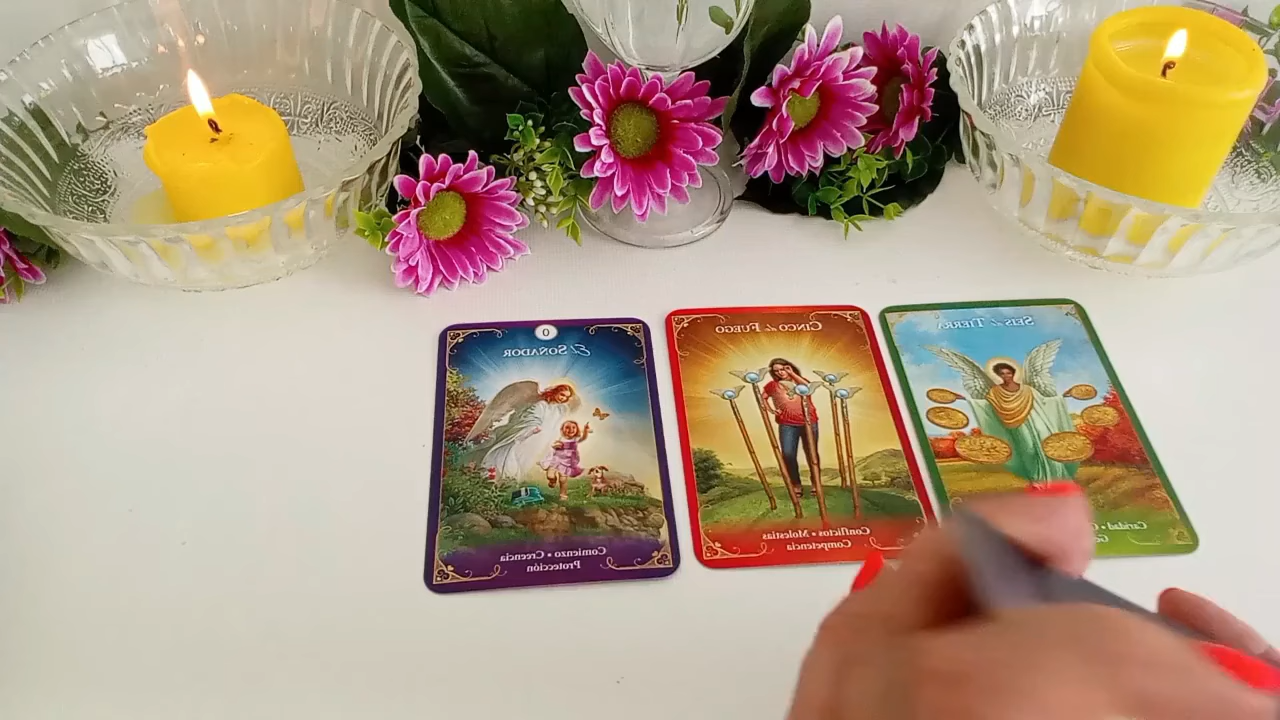 0
El SOÑADOR
Comienzo • Creencia
Protección
CINCO de FUEGO
Conflictos • Molestias
Competencia
SEIS de TIERRA
Caridad •